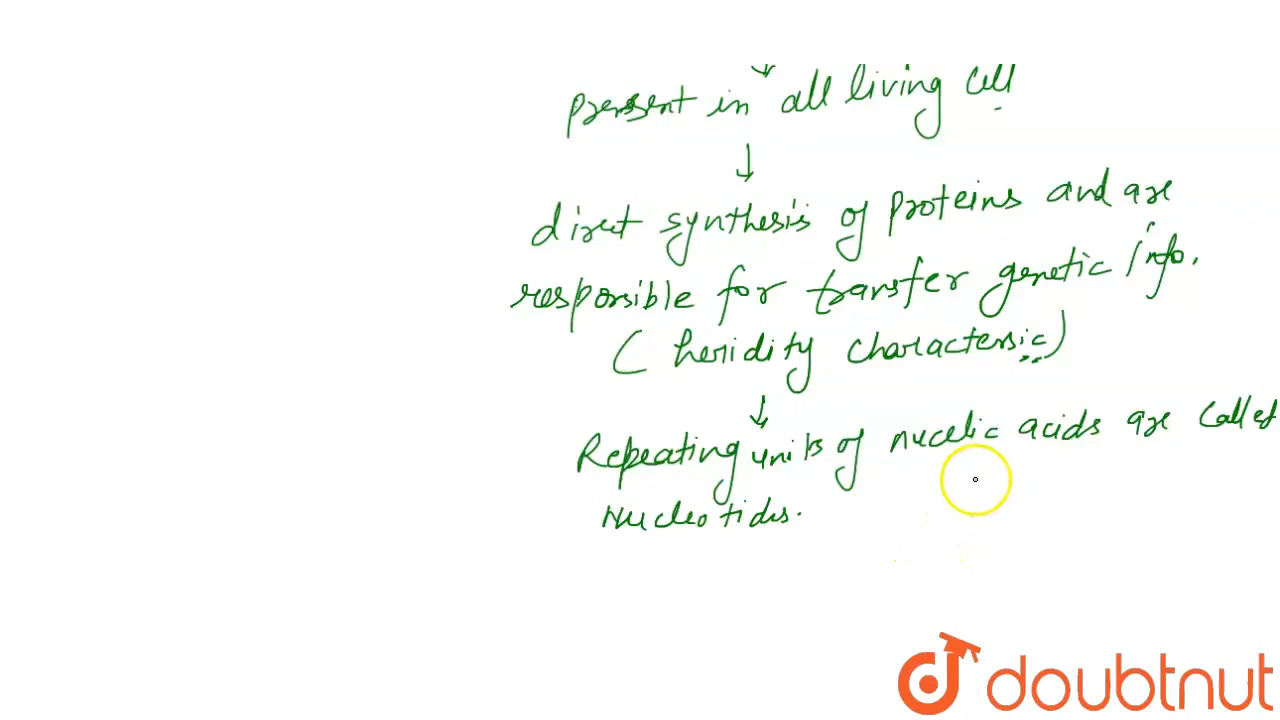 present in all living cell
direct synthesis of proteins and are
responsible for transfer genetic info.
( heridity charactersic)
Repeating units of nucelic acids are called
Nucleotides.
doubtnut